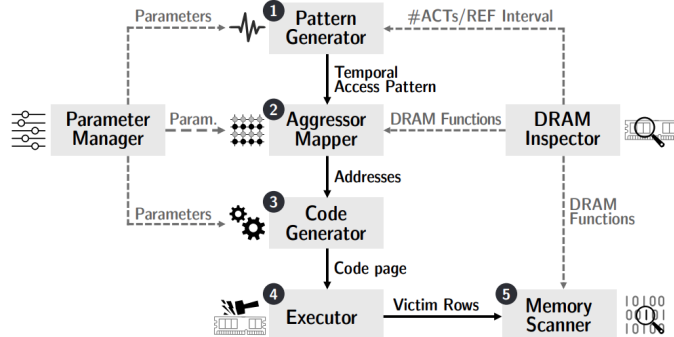 Parameters
1
Pattern
Generator
#ACTs/REF Interval
Temporal
Access Pattern
Parameter
Manager
Param.
2
Aggressor
Mapper
DRAM Functions
DRAM
Inspector
Addresses
Parameters
3
Code
Generator
DRAM
Functions
Code page
4
Executor
Victim Rows
5
Memory
Scanner
10100